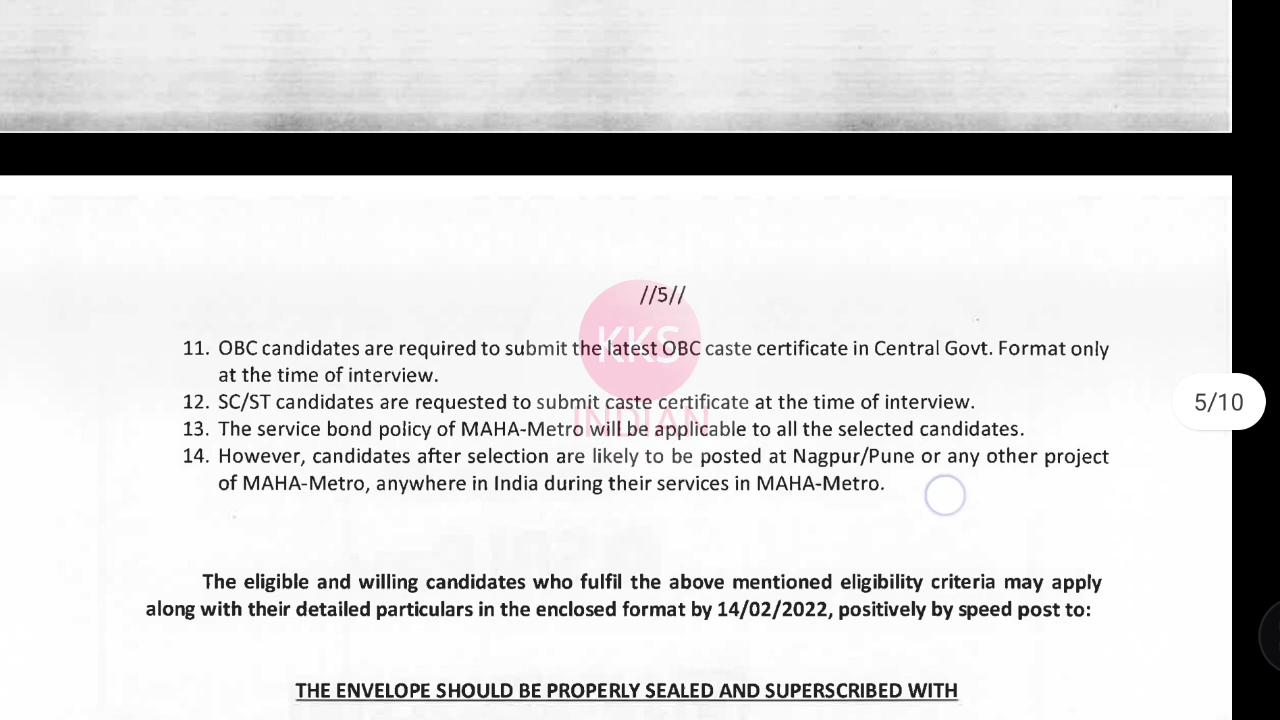 //5//
KKS
INDIAN
11. OBC candidates are required to submit the latest OBC caste certificate in Central Govt. Format only
at the time of interview.
12. SC/ST candidates are requested to submit caste certificate at the time of interview.
5/10
13. The service bond policy of MAHA-Metro will be applicable to all the selected candidates.
14. However, candidates after selection are likely to be posted at Nagpur/Pune or any other project
of MAHA-Metro, anywhere in India during their services in MAHA-Metro.
The eligible and willing candidates who fulfil the above mentioned eligibility criteria may apply
along with their detailed particulars in the enclosed format by 14/02/2022, positively by speed post to:
THE ENVELOPE SHOULD BE PROPERLY SEALED AND SUPERSCRIBED WITH